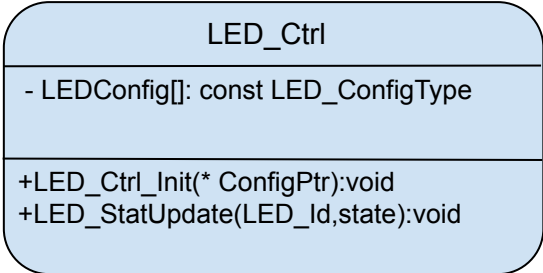 LED_Ctrl
- LEDConfig[]: const LED_ConfigType
+LED_Ctrl_Init(* ConfigPtr):void
+LED_StatUpdate(LED_Id,state):void